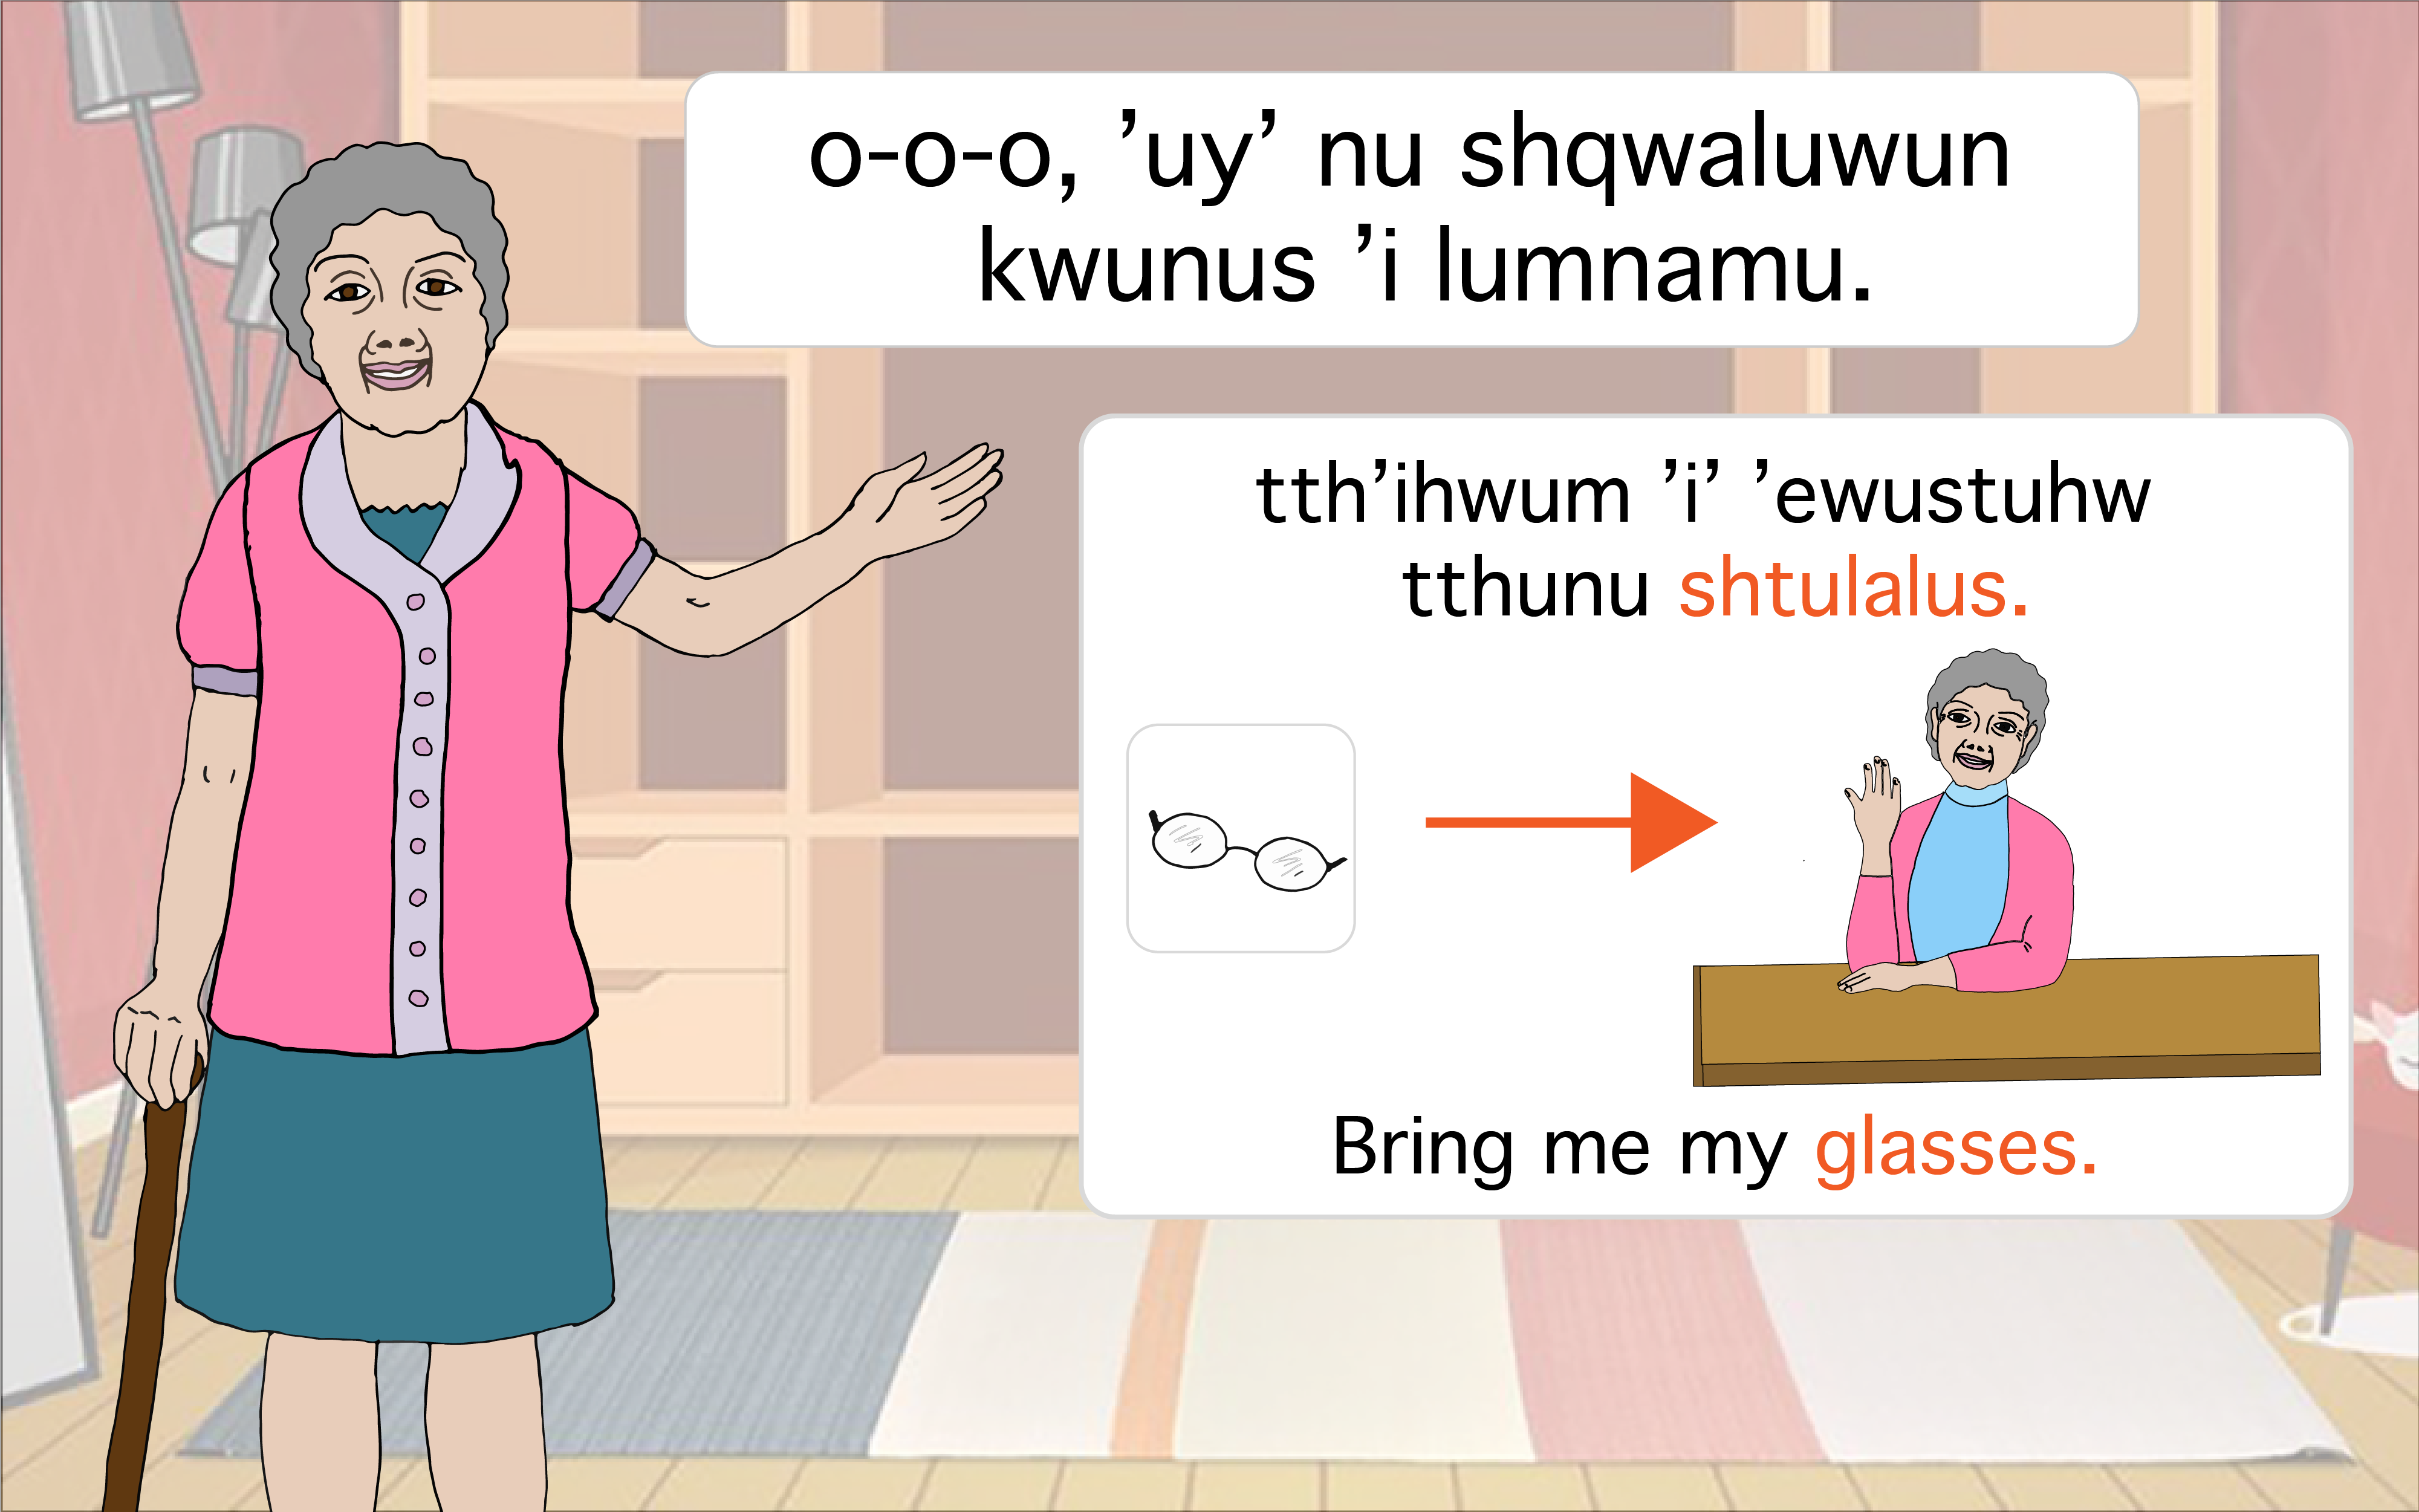 o-o-o, ’uy’ nu shqwaluwun
kwunus ’i lumnamu.
tth’ihwum ’i’ ’ewustuhw
tthunu shtulalus.
Bring me my glasses.